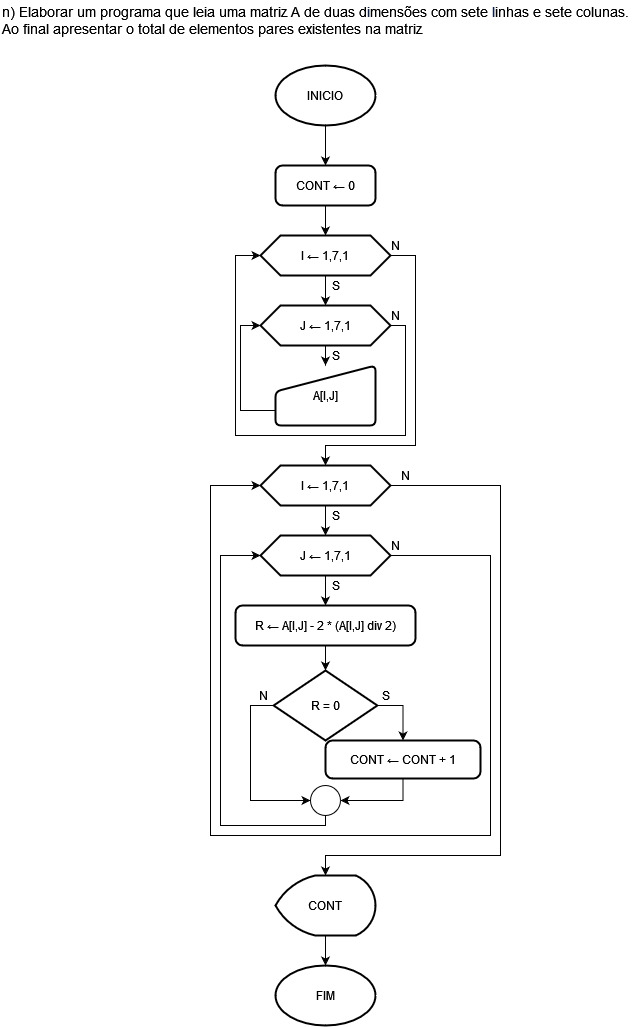 n) Elaborar um programa que leia uma matriz A de duas dimensões com sete linhas e sete colunas.
Ao final apresentar o total de elementos pares existentes na matriz
INICIO
CONT ← 0
I ← 1,7,1
N
S
J ← 1,7,1
N
S
A[I,J]
I ← 1,7,1
N
S
J ← 1,7,1
N
S
R ← A[I,J] - 2 * (A[I,J] div 2)
N
R = 0
S
CONT ← CONT + 1
CONT
FIM